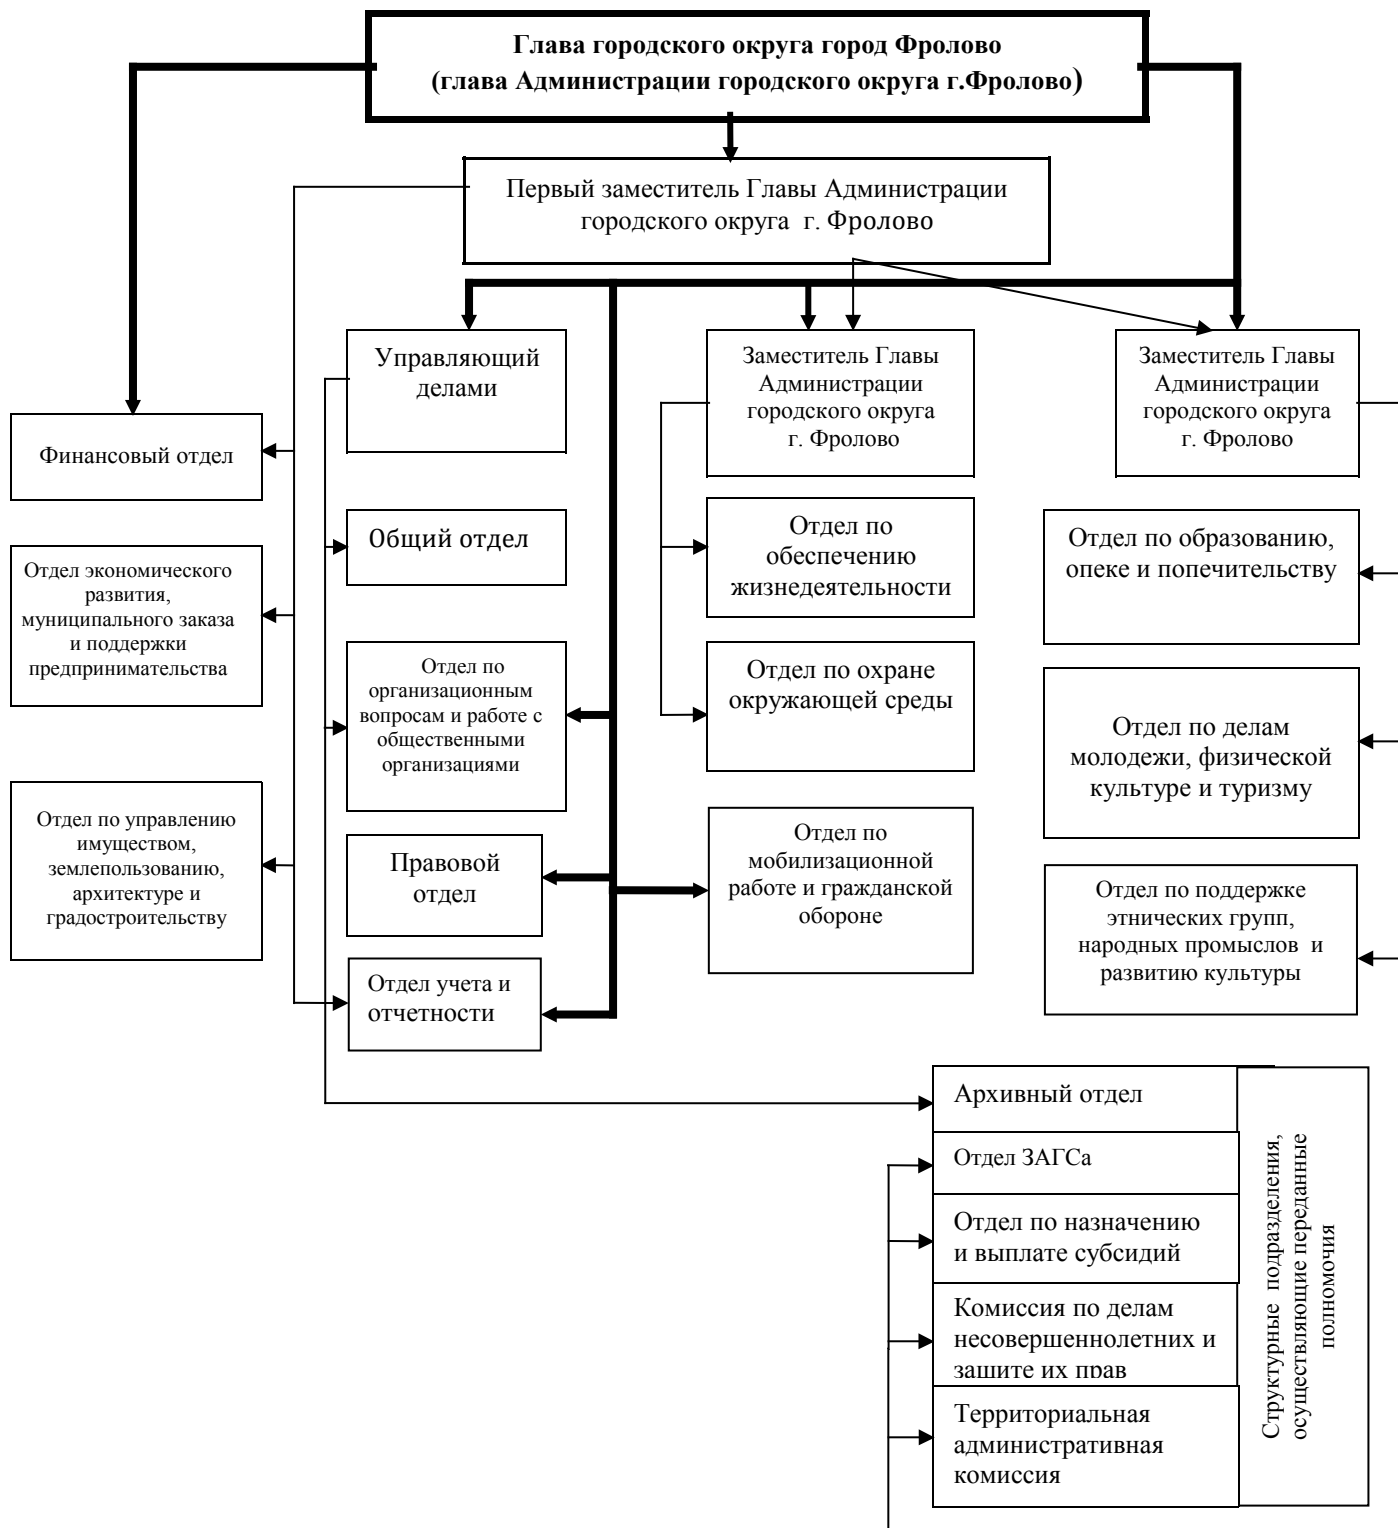 Глава городского округа город Фролово
(глава Администрации городского округа г.Фролово)
Первый заместитель Главы Администрации
городского округа г. Фролово
Управляющий
делами
Заместитель Главы
Администрации
городского округа
г. Фролово
Заместитель Главы
Администрации
городского округа
г. Фролово
Финансовый отдел
Общий отдел
Отдел по
обеспечению
жизнедеятельности
Отдел по образованию,
опеке и попечительству
Отдел экономического
развития,
муниципального заказа
и поддержки
предпринимательства
Отдел по
организационным
вопросам и работе с
общественными
организациями
Отдел по охране
окружающей среды
Отдел по делам
молодежи, физической
культуре и туризму
Отдел по управлению
имуществом,
землепользованию,
архитектуре и
градостроительству
Правовой
отдел
Отдел по
мобилизационной
работе и гражданской
обороне
Отдел по поддержке
этнических групп,
народных промыслов и
развитию культуры
Отдел учета и
отчетности
Архивный отдел
Отдел ЗАГСа
Отдел по назначению
и выплате субсидий
Комиссия по делам
несовершеннолетних и
защите их прав
Территориальная
административная
комиссия
Структурные подразделения,
осуществляющие переданные
полномочия